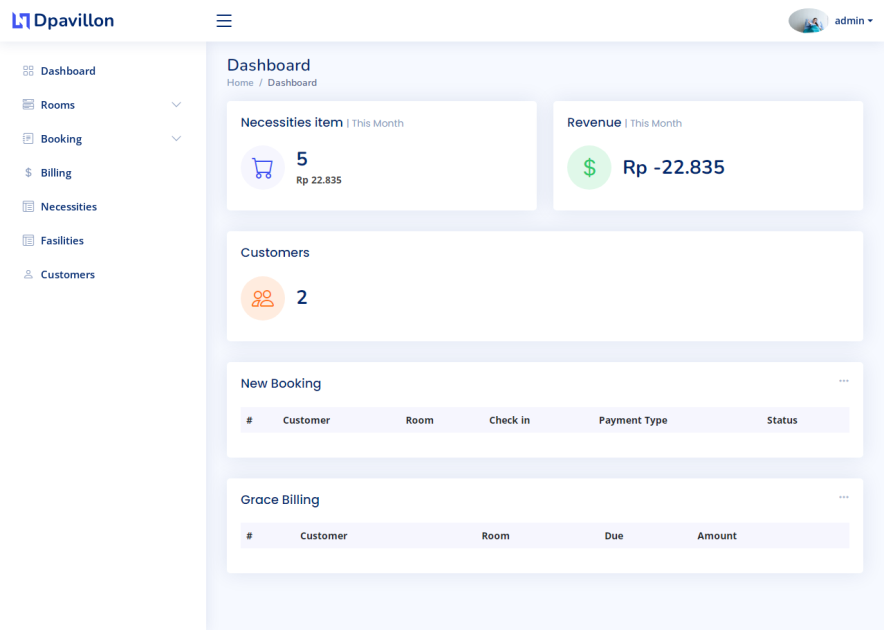 Dpavillon
admin
Dashboard
Rooms
Booking
Billing
Necessities
Fasilities
Customers
Dashboard
Home / Dashboard
Necessities item | This Month
5
Rp 22.835
Revenue | This Month
$
Rp -22.835
Customers
2
New Booking
# Customer Room Check in Payment Type Status
Grace Billing
# Customer Room Due Amount